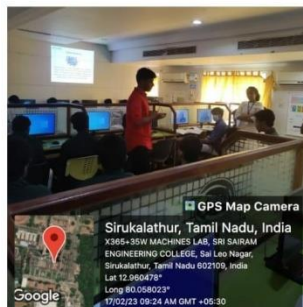 GPS Map Camera
Sirukalathur, Tamil Nadu, India
X365+35W MACHINES LAB, SRI SAIRAM
ENGINEERING COLLEGE, Sai Leo Nagar,
Sirukalathur, Tamil Nadu 602109, India
Lat 12.960478°
Long 80.058023°
17/02/23 09:24 AM GMT +05:30
Google